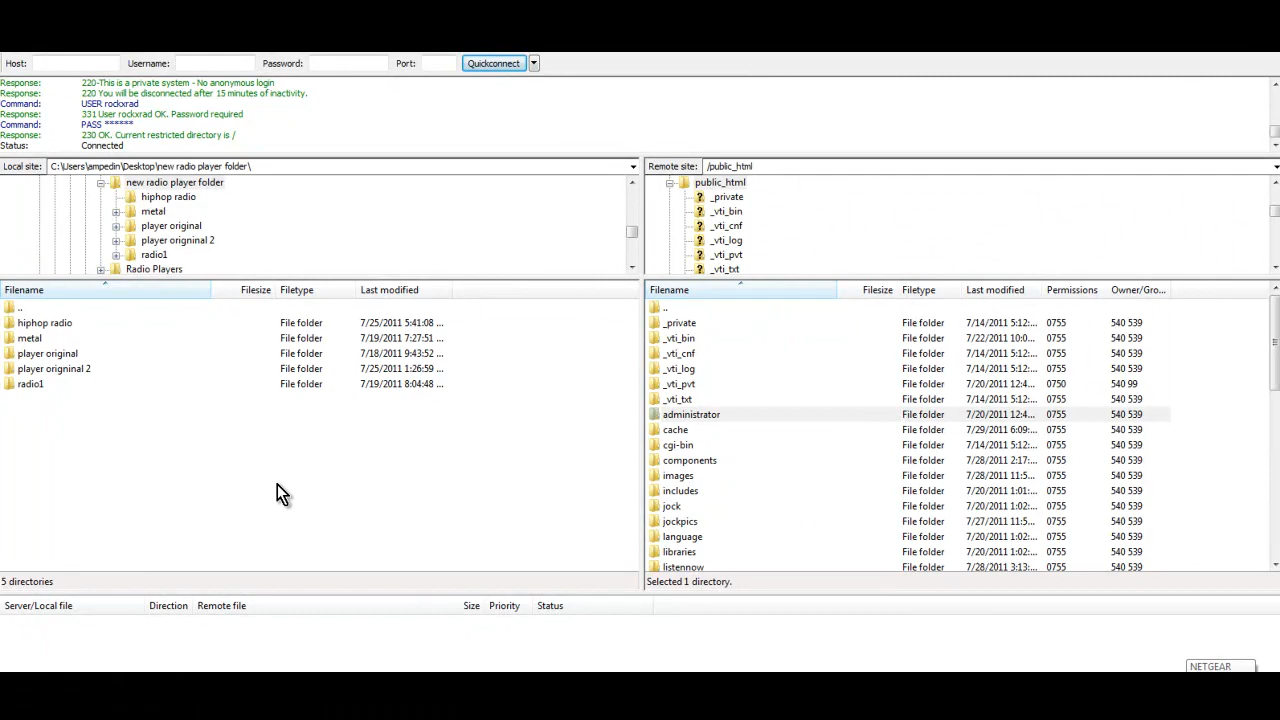 Host: Username: Password: Port: Quickconnect
Response: 220-This is a private system - No anonymous login
Response: 220 You will be disconnected after 15 minutes of inactivity.
Command: USER rockxrad
Response: 331 User rockxrad OK. Password required
Command: PASS ******
Response: 230 OK. Current restricted directory is /
Status: Connected
Local site: C:\Users\ampedin\Desktop\new radio player folder\
new radio player folder
hiphop radio
metal
player original
player origninal 2
radio1
Radio Players
Remote site: /public_html
public_html
_private
_vti_bin
_vti_cnf
_vti_log
_vti_pvt
_vti_txt
Filename Filesize Filetype Last modified
..
hiphop radio File folder 7/25/2011 5:41:08 ...
metal File folder 7/19/2011 7:27:51 ...
player original File folder 7/18/2011 9:43:52 ...
player origninal 2 File folder 7/25/2011 1:26:59 ...
radio1 File folder 7/19/2011 8:04:48 ...
5 directories
Filename Filesize Filetype Last modified Permissions Owner/Gro...
..
_private File folder 7/14/2011 5:12:... 0755 540 539
_vti_bin File folder 7/22/2011 10:0... 0755 540 539
_vti_cnf File folder 7/14/2011 5:12:... 0755 540 539
_vti_log File folder 7/14/2011 5:12:... 0755 540 539
_vti_pvt File folder 7/20/2011 12:4... 0750 540 99
_vti_txt File folder 7/14/2011 5:12:... 0755 540 539
administrator File folder 7/20/2011 12:4... 0755 540 539
cache File folder 7/29/2011 6:09:... 0755 540 539
cgi-bin File folder 7/14/2011 5:12:... 0755 540 539
components File folder 7/28/2011 2:17:... 0755 540 539
images File folder 7/28/2011 11:5... 0755 540 539
includes File folder 7/20/2011 1:01:... 0755 540 539
jock File folder 7/20/2011 1:02:... 0755 540 539
jockpics File folder 7/27/2011 11:5... 0755 540 539
language File folder 7/20/2011 1:02:... 0755 540 539
libraries File folder 7/20/2011 1:02:... 0755 540 539
listennow File folder 7/28/2011 3:13:... 0755 540 539
Selected 1 directory.
Server/Local file Direction Remote file Size Priority Status
NETGEAR